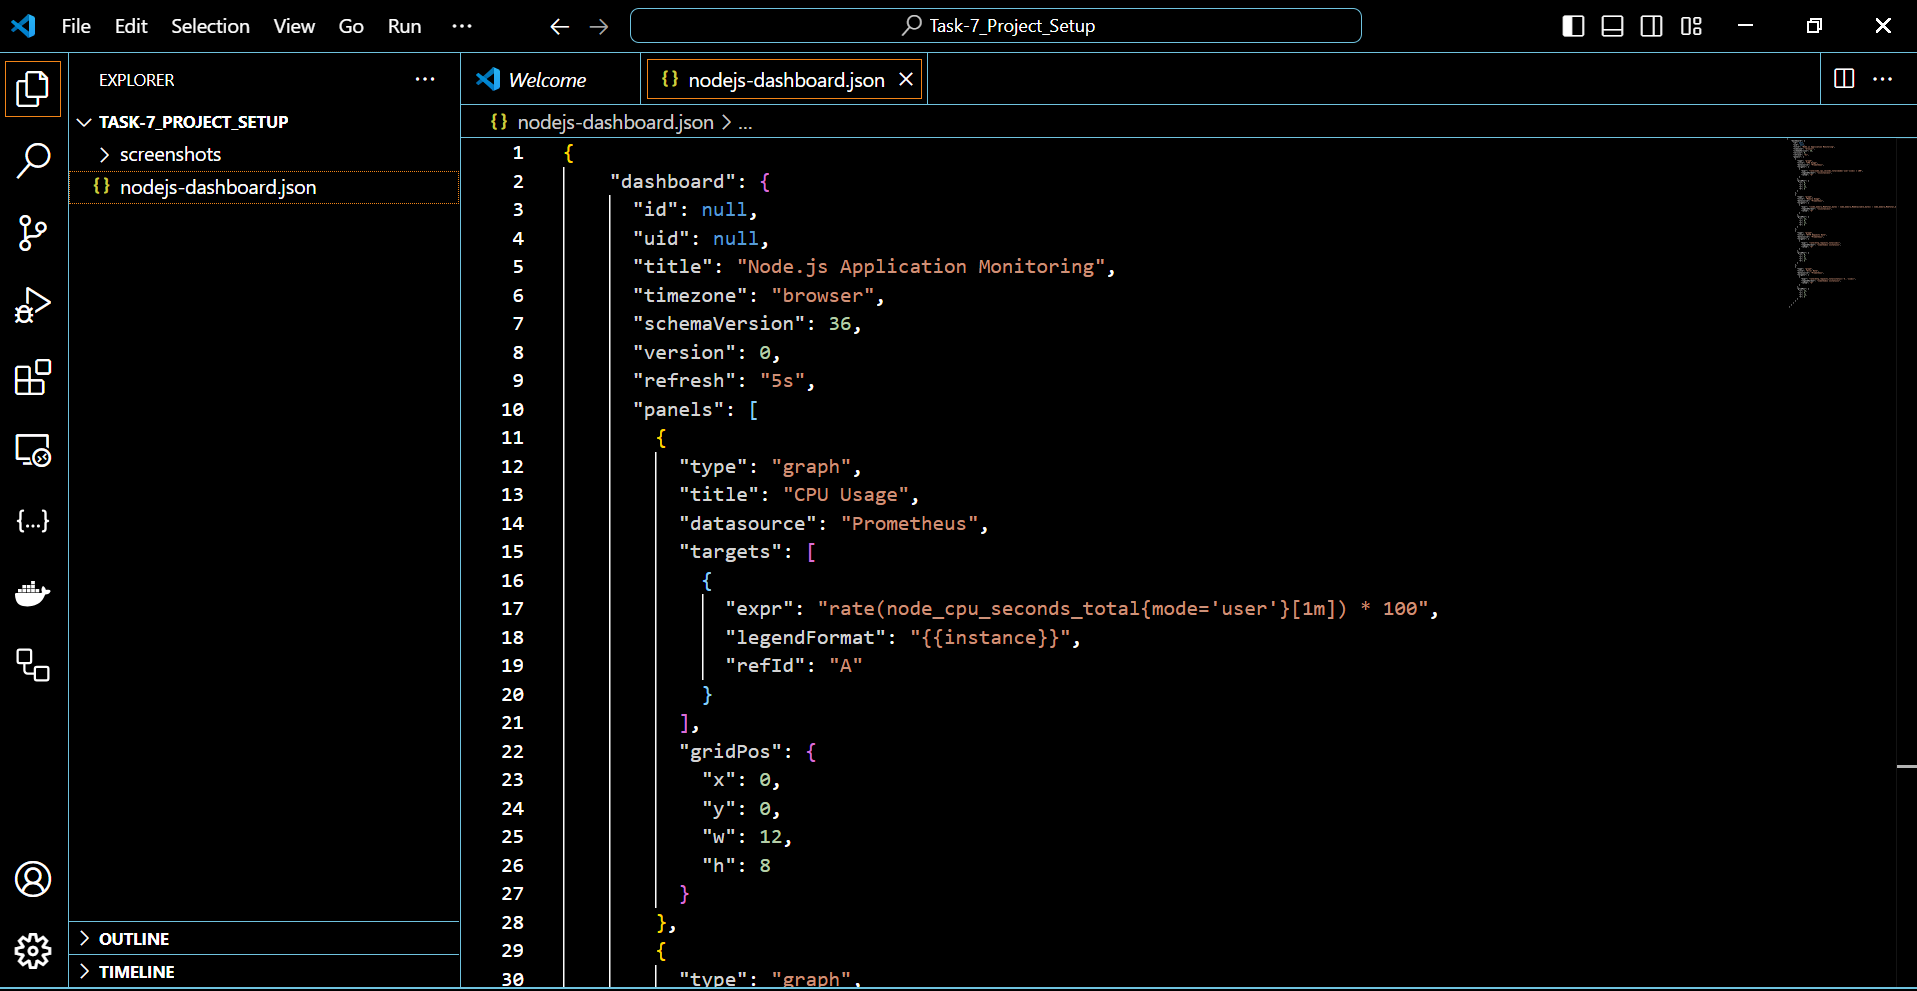 File Edit Selection View Go Run ··· Task-7_Project_Setup
EXPLORER ···
TASK-7_PROJECT_SETUP
screenshots
{} nodejs-dashboard.json
OUTLINE
TIMELINE
Welcome {} nodejs-dashboard.json ···
{} nodejs-dashboard.json > ...
1 {
2 "dashboard": {
3 "id": null,
4 "uid": null,
5 "title": "Node.js Application Monitoring",
6 "timezone": "browser",
7 "schemaVersion": 36,
8 "version": 0,
9 "refresh": "5s",
10 "panels": [
11 {
12 "type": "graph",
13 "title": "CPU Usage",
14 "datasource": "Prometheus",
15 "targets": [
16 {
17 "expr": "rate(node_cpu_seconds_total{mode='user'}[1m]) * 100",
18 "legendFormat": "{{instance}}",
19 "refId": "A"
20 }
21 ],
22 "gridPos": {
23 "x": 0,
24 "y": 0,
25 "w": 12,
26 "h": 8
27 }
28 },
29 {
30 "type": "graph",